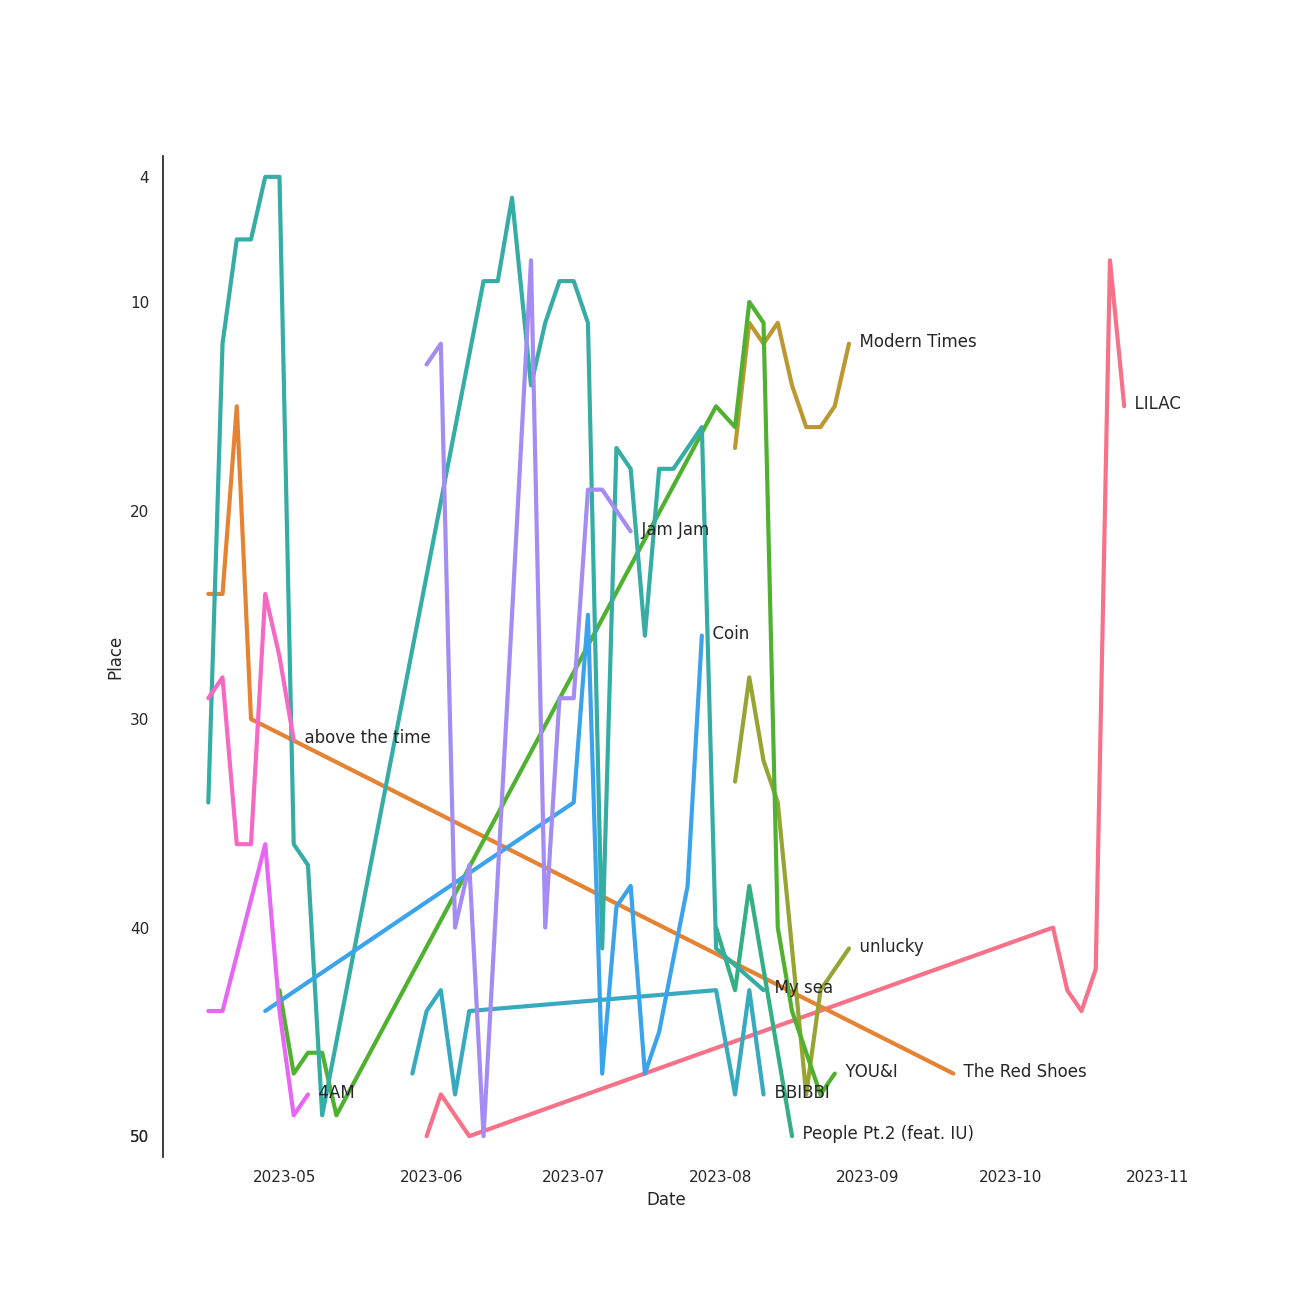 4
10
20
30
40
50
Place
Modern Times
LILAC
Jam Jam
Coin
above the time
unlucky
My sea
YOU&I
The Red Shoes
4AM
BBIBBI
People Pt.2 (feat. IU)
2023-05
2023-06
2023-07
2023-08
2023-09
2023-10
2023-11
Date